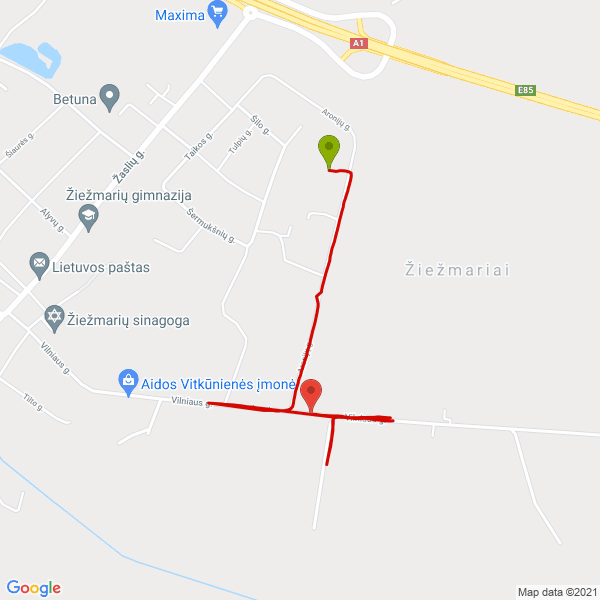 Maxima
A1
E85
Betuna
Aronijų g.
Šilo g.
Tulpių g.
Taikos g.
Šiaurės g.
Žaslių g.
Žiežmarių gimnazija
Alyvų g.
Šermukšnių g.
Lietuvos paštas
Žiežmariai
Žiežmarių sinagoga
Vilniaus g.
Aidos Vitkūnienės įmonė
Tilto g.
Vilniaus g.
Vilniaus g.
Google
Map data ©2021